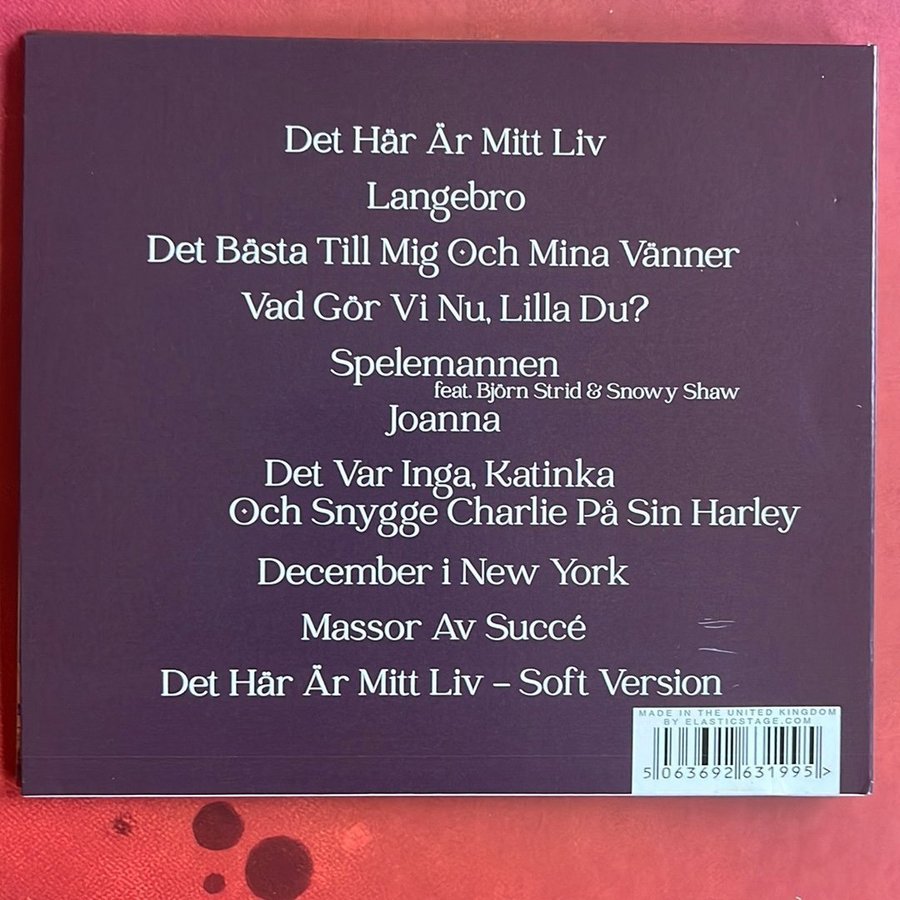 Det Här Är Mitt Liv
Langebro
Det Bästa Till Mig Och Mina Vänner
Vad Gör Vi Nu, Lilla Du?
Spelemannen
feat. Björn Strid & Snowy Shaw
Joanna
Det Var Inga, Katinka
Och Snygge Charlie På Sin Harley
December i New York
Massor Av Succé
Det Här Är Mitt Liv – Soft Version
MADE IN THE UNITED KINGDOM
BY ELASTICSTAGE.COM
5 063692 631995 >